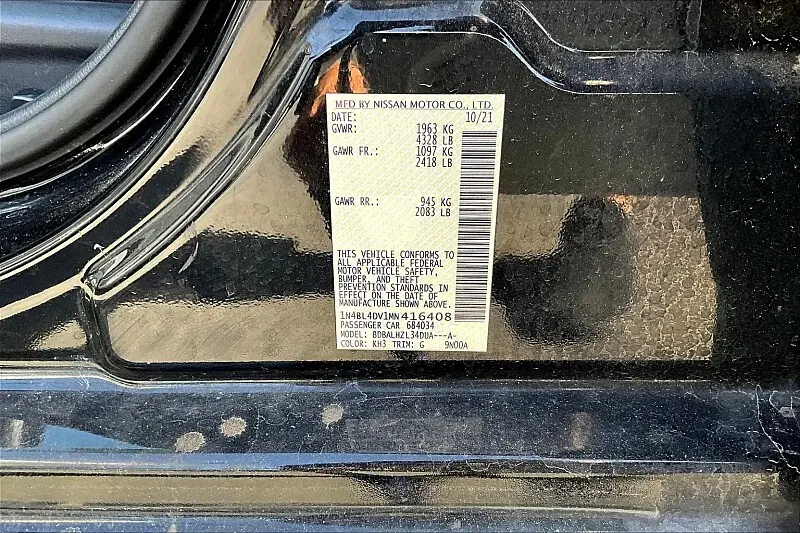 MFD BY NISSAN MOTOR CO., LTD.
DATE: 10/21
GVWR: 1963 KG
4328 LB
GAWR FR.: 1097 KG
2418 LB
GAWR RR.: 945 KG
2083 LB
THIS VEHICLE CONFORMS TO
ALL APPLICABLE FEDERAL
MOTOR VEHICLE SAFETY,
BUMPER, AND THEFT
PREVENTION STANDARDS IN
EFFECT ON THE DATE OF
MANUFACTURE SHOWN ABOVE.
1N4BL4DV1MN416408
PASSENGER CAR 684034
MODEL: BDBALHZL34DUA---A-
COLOR: KH3 TRIM: G 9N00A